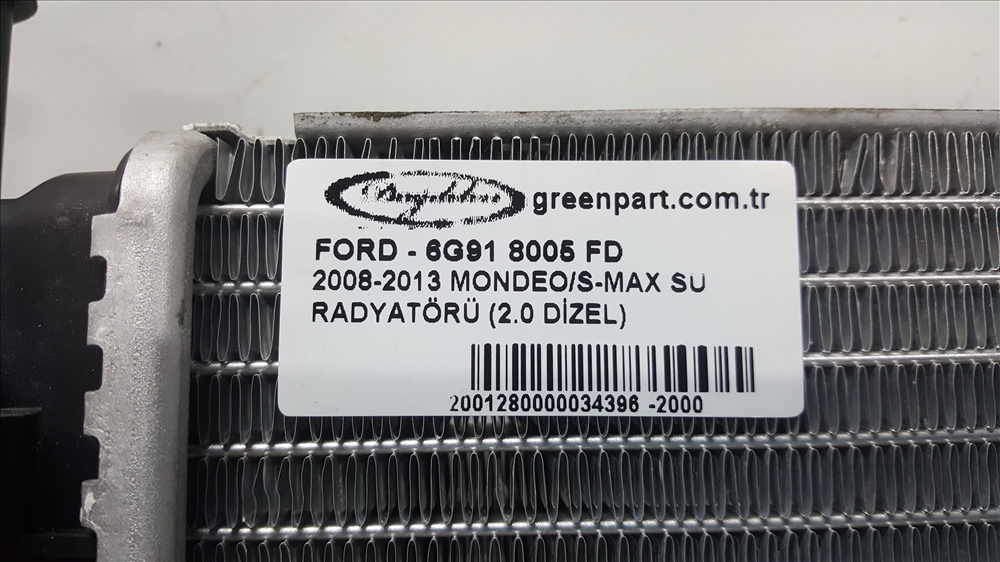 greenpart.com.tr
FORD - 6G91 8005 FD
2008-2013 MONDEO/S-MAX SU
RADYATÖRÜ (2.0 DİZEL)
2001280000034396 -2000